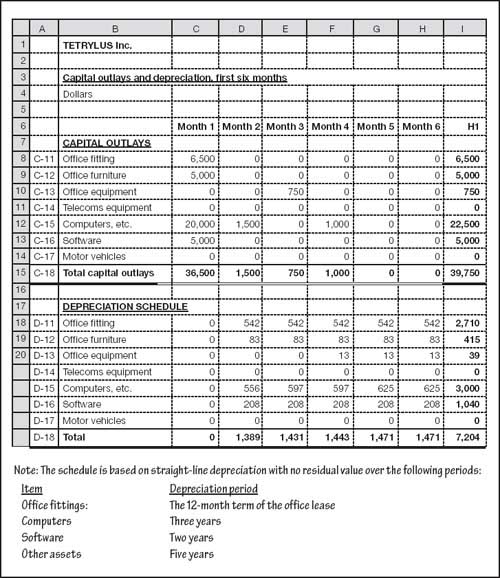 A B C D E F G H I
1 TETRYLUS Inc.
2
3 Capital outlays and depreciation, first six months
4 Dollars
5
6 Month 1 Month 2 Month 3 Month 4 Month 5 Month 6 H1
7 CAPITAL OUTLAYS
8 C-11 Office fitting 6,500 0 0 0 0 0 6,500
9 C-12 Office furniture 5,000 0 0 0 0 0 5,000
10 C-13 Office equipment 0 0 750 0 0 0 750
11 C-14 Telecoms equipment 0 0 0 0 0 0 0
12 C-15 Computers, etc. 20,000 1,500 0 1,000 0 0 22,500
13 C-16 Software 5,000 0 0 0 0 0 5,000
14 C-17 Motor vehicles 0 0 0 0 0 0 0
15 C-18 Total capital outlays 36,500 1,500 750 1,000 0 0 39,750
16
17 DEPRECIATION SCHEDULE
18 D-11 Office fitting 0 542 542 542 542 542 2,710
19 D-12 Office furniture 0 83 83 83 83 83 415
20 D-13 Office equipment 0 0 0 13 13 13 39
D-14 Telecoms equipment 0 0 0 0 0 0 0
D-15 Computers, etc. 0 556 597 597 625 625 3,000
D-16 Software 0 208 208 208 208 208 1,040
D-17 Motor vehicles 0 0 0 0 0 0 0
D-18 Total 0 1,389 1,431 1,443 1,471 1,471 7,204
Note: The schedule is based on straight-line depreciation with no residual value over the following periods:
Item Depreciation period
Office fittings: The 12-month term of the office lease
Computers Three years
Software Two years
Other assets Five years